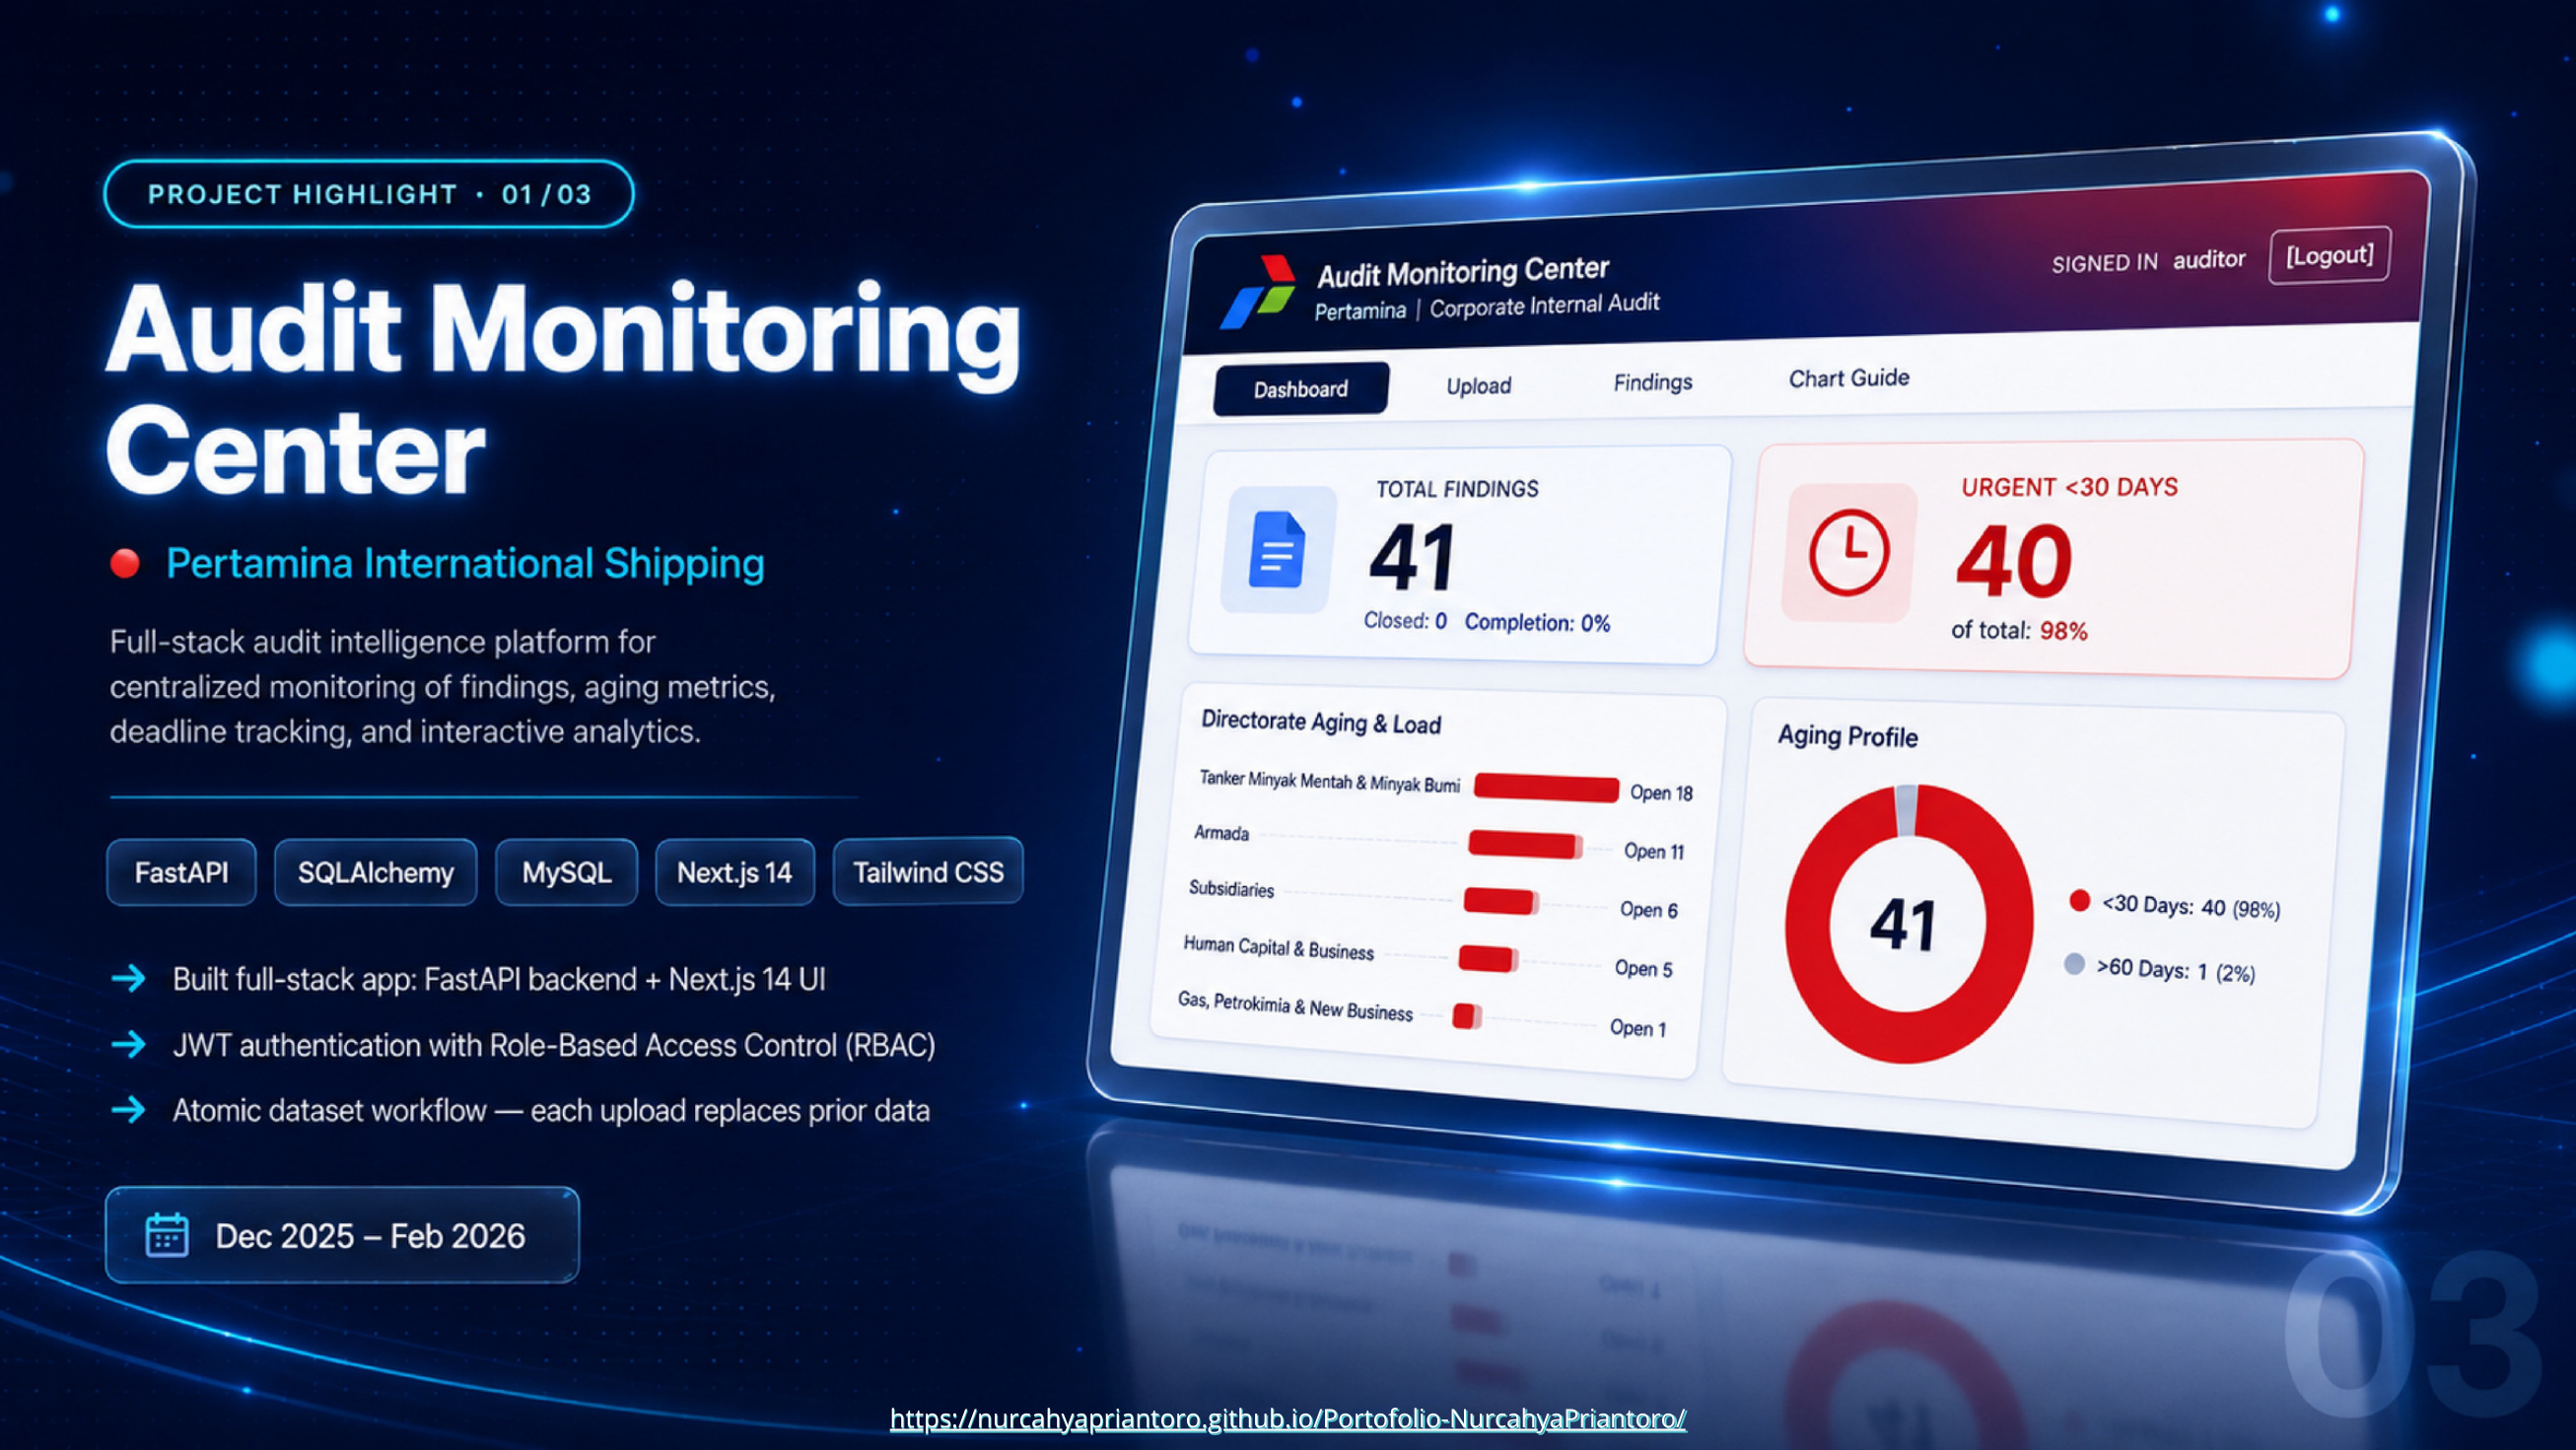 PROJECT HIGHLIGHT · 01 / 03
Audit Monitoring
Center
Pertamina International Shipping
Full-stack audit intelligence platform for
centralized monitoring of findings, aging metrics,
deadline tracking, and interactive analytics.
FastAPI
SQLAlchemy
MySQL
Next.js 14
Tailwind CSS
Built full-stack app: FastAPI backend + Next.js 14 UI
JWT authentication with Role-Based Access Control (RBAC)
Atomic dataset workflow — each upload replaces prior data
Dec 2025 – Feb 2026
Audit Monitoring Center
Pertamina | Corporate Internal Audit
SIGNED IN auditor
[Logout]
Dashboard
Upload
Findings
Chart Guide
TOTAL FINDINGS
41
Closed: 0 Completion: 0%
URGENT <30 DAYS
40
of total: 98%
Directorate Aging & Load
Tanker Minyak Mentah & Minyak Bumi Open 18
Armada Open 11
Subsidiaries Open 6
Human Capital & Business Open 5
Gas, Petrokimia & New Business Open 1
Aging Profile
41
<30 Days: 40 (98%)
>60 Days: 1 (2%)
03
https://nurcahyapriantoro.github.io/Portofolio-NurcahyaPriantoro/